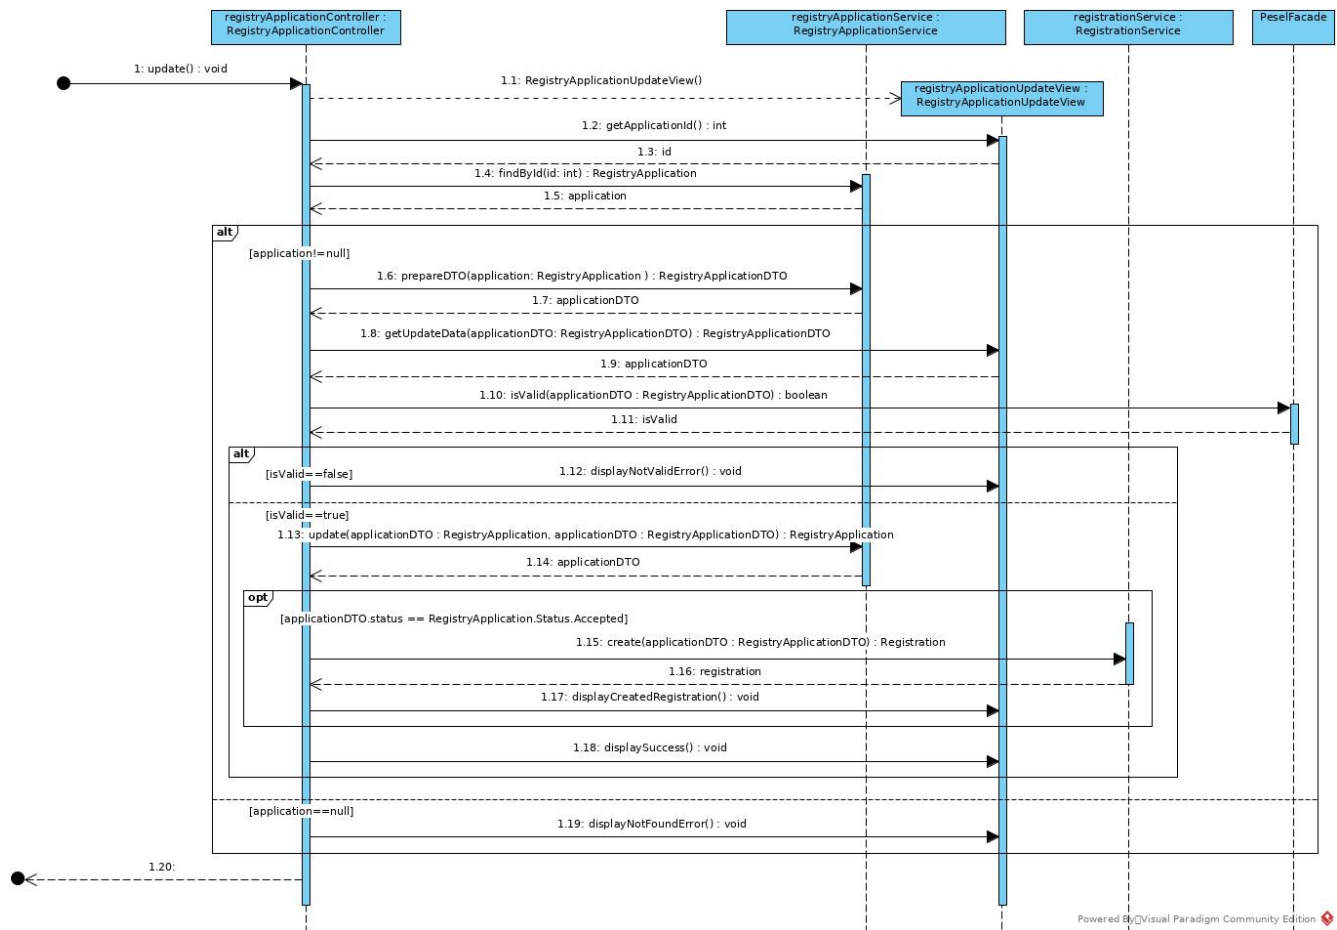 registryApplicationController :
RegistryApplicationController
registryApplicationService :
RegistryApplicationService
registrationService :
RegistrationService
PeselFacade
1: update() : void
1.1: RegistryApplicationUpdateView()
registryApplicationUpdateView :
RegistryApplicationUpdateView
1.2: getApplicationId() : int
1.3: id
1.4: findById(id: int) : RegistryApplication
1.5: application
alt
[application!=null]
1.6: prepareDTO(application: RegistryApplication ) : RegistryApplicationDTO
1.7: applicationDTO
1.8: getUpdateData(applicationDTO: RegistryApplicationDTO) : RegistryApplicationDTO
1.9: applicationDTO
1.10: isValid(applicationDTO : RegistryApplicationDTO) : boolean
1.11: isValid
alt
[isValid==false]
1.12: displayNotValidError() : void
[isValid==true]
1.13: update(applicationDTO : RegistryApplication, applicationDTO : RegistryApplicationDTO) : RegistryApplication
1.14: applicationDTO
opt
[applicationDTO.status == RegistryApplication.Status.Accepted]
1.15: create(applicationDTO : RegistryApplicationDTO) : Registration
1.16: registration
1.17: displayCreatedRegistration() : void
1.18: displaySuccess() : void
[application==null]
1.19: displayNotFoundError() : void
1.20:
Powered By Visual Paradigm Community Edition